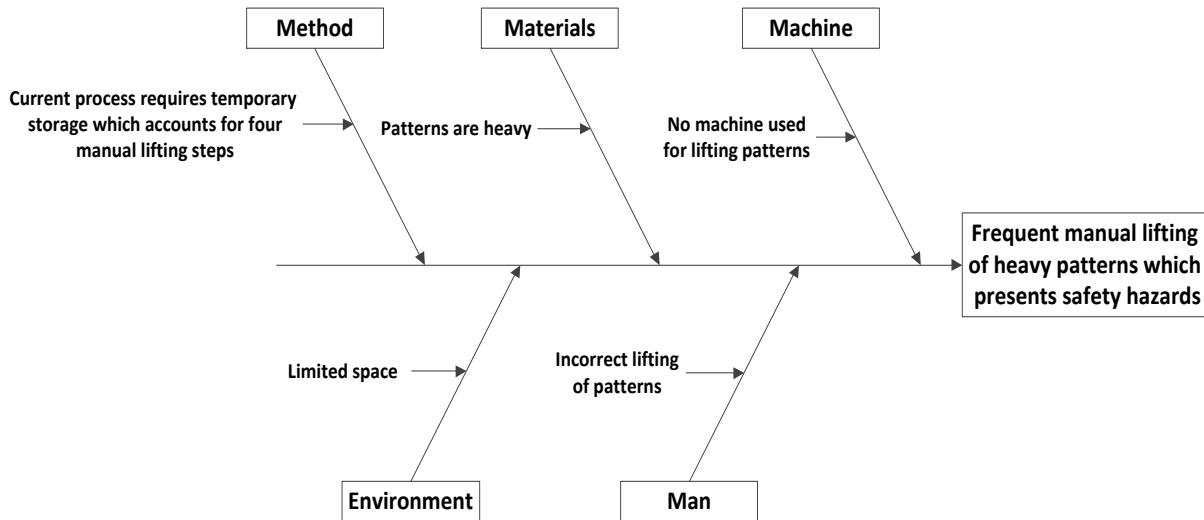 Method
Materials
Machine
Current process requires temporary
storage which accounts for four
manual lifting steps
Patterns are heavy
No machine used
for lifting patterns
Frequent manual lifting
of heavy patterns which
presents safety hazards
Limited space
Incorrect lifting
of patterns
Environment
Man